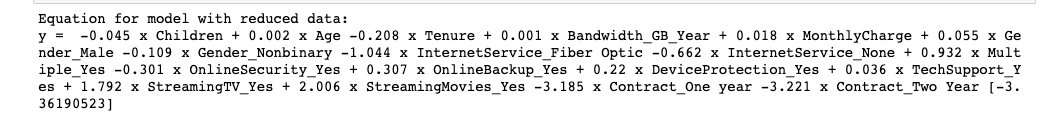 Equation for model with reduced data:
y =  -0.045 x Children + 0.002 x Age -0.208 x Tenure + 0.001 x Bandwidth_GB_Year + 0.018 x MonthlyCharge + 0.055 x Ge
nder_Male -0.109 x Gender_Nonbinary -1.044 x InternetService_Fiber Optic -0.662 x InternetService_None + 0.932 x Mult
iple_Yes -0.301 x OnlineSecurity_Yes + 0.307 x OnlineBackup_Yes + 0.22 x DeviceProtection_Yes + 0.036 x TechSupport_Y
es + 1.792 x StreamingTV_Yes + 2.006 x StreamingMovies_Yes -3.185 x Contract_One year -3.221 x Contract_Two Year [-3.
36190523]